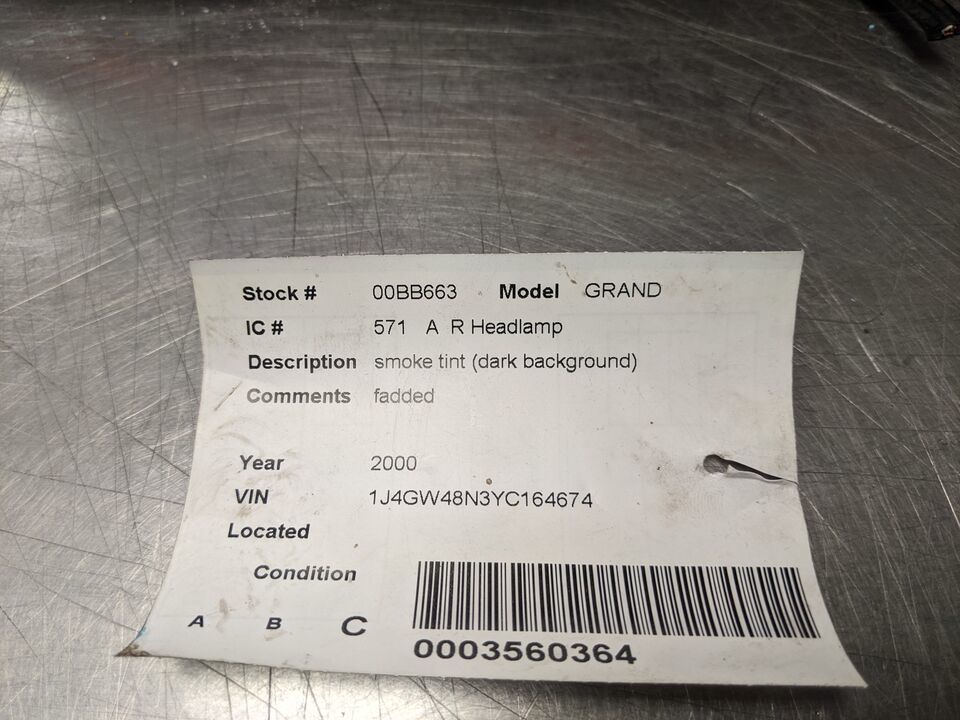 Stock # 00BB663 Model GRAND
IC # 571 A R Headlamp
Description smoke tint (dark background)
Comments fadded
Year 2000
VIN 1J4GW48N3YC164674
Located
Condition
A B C
0003560364